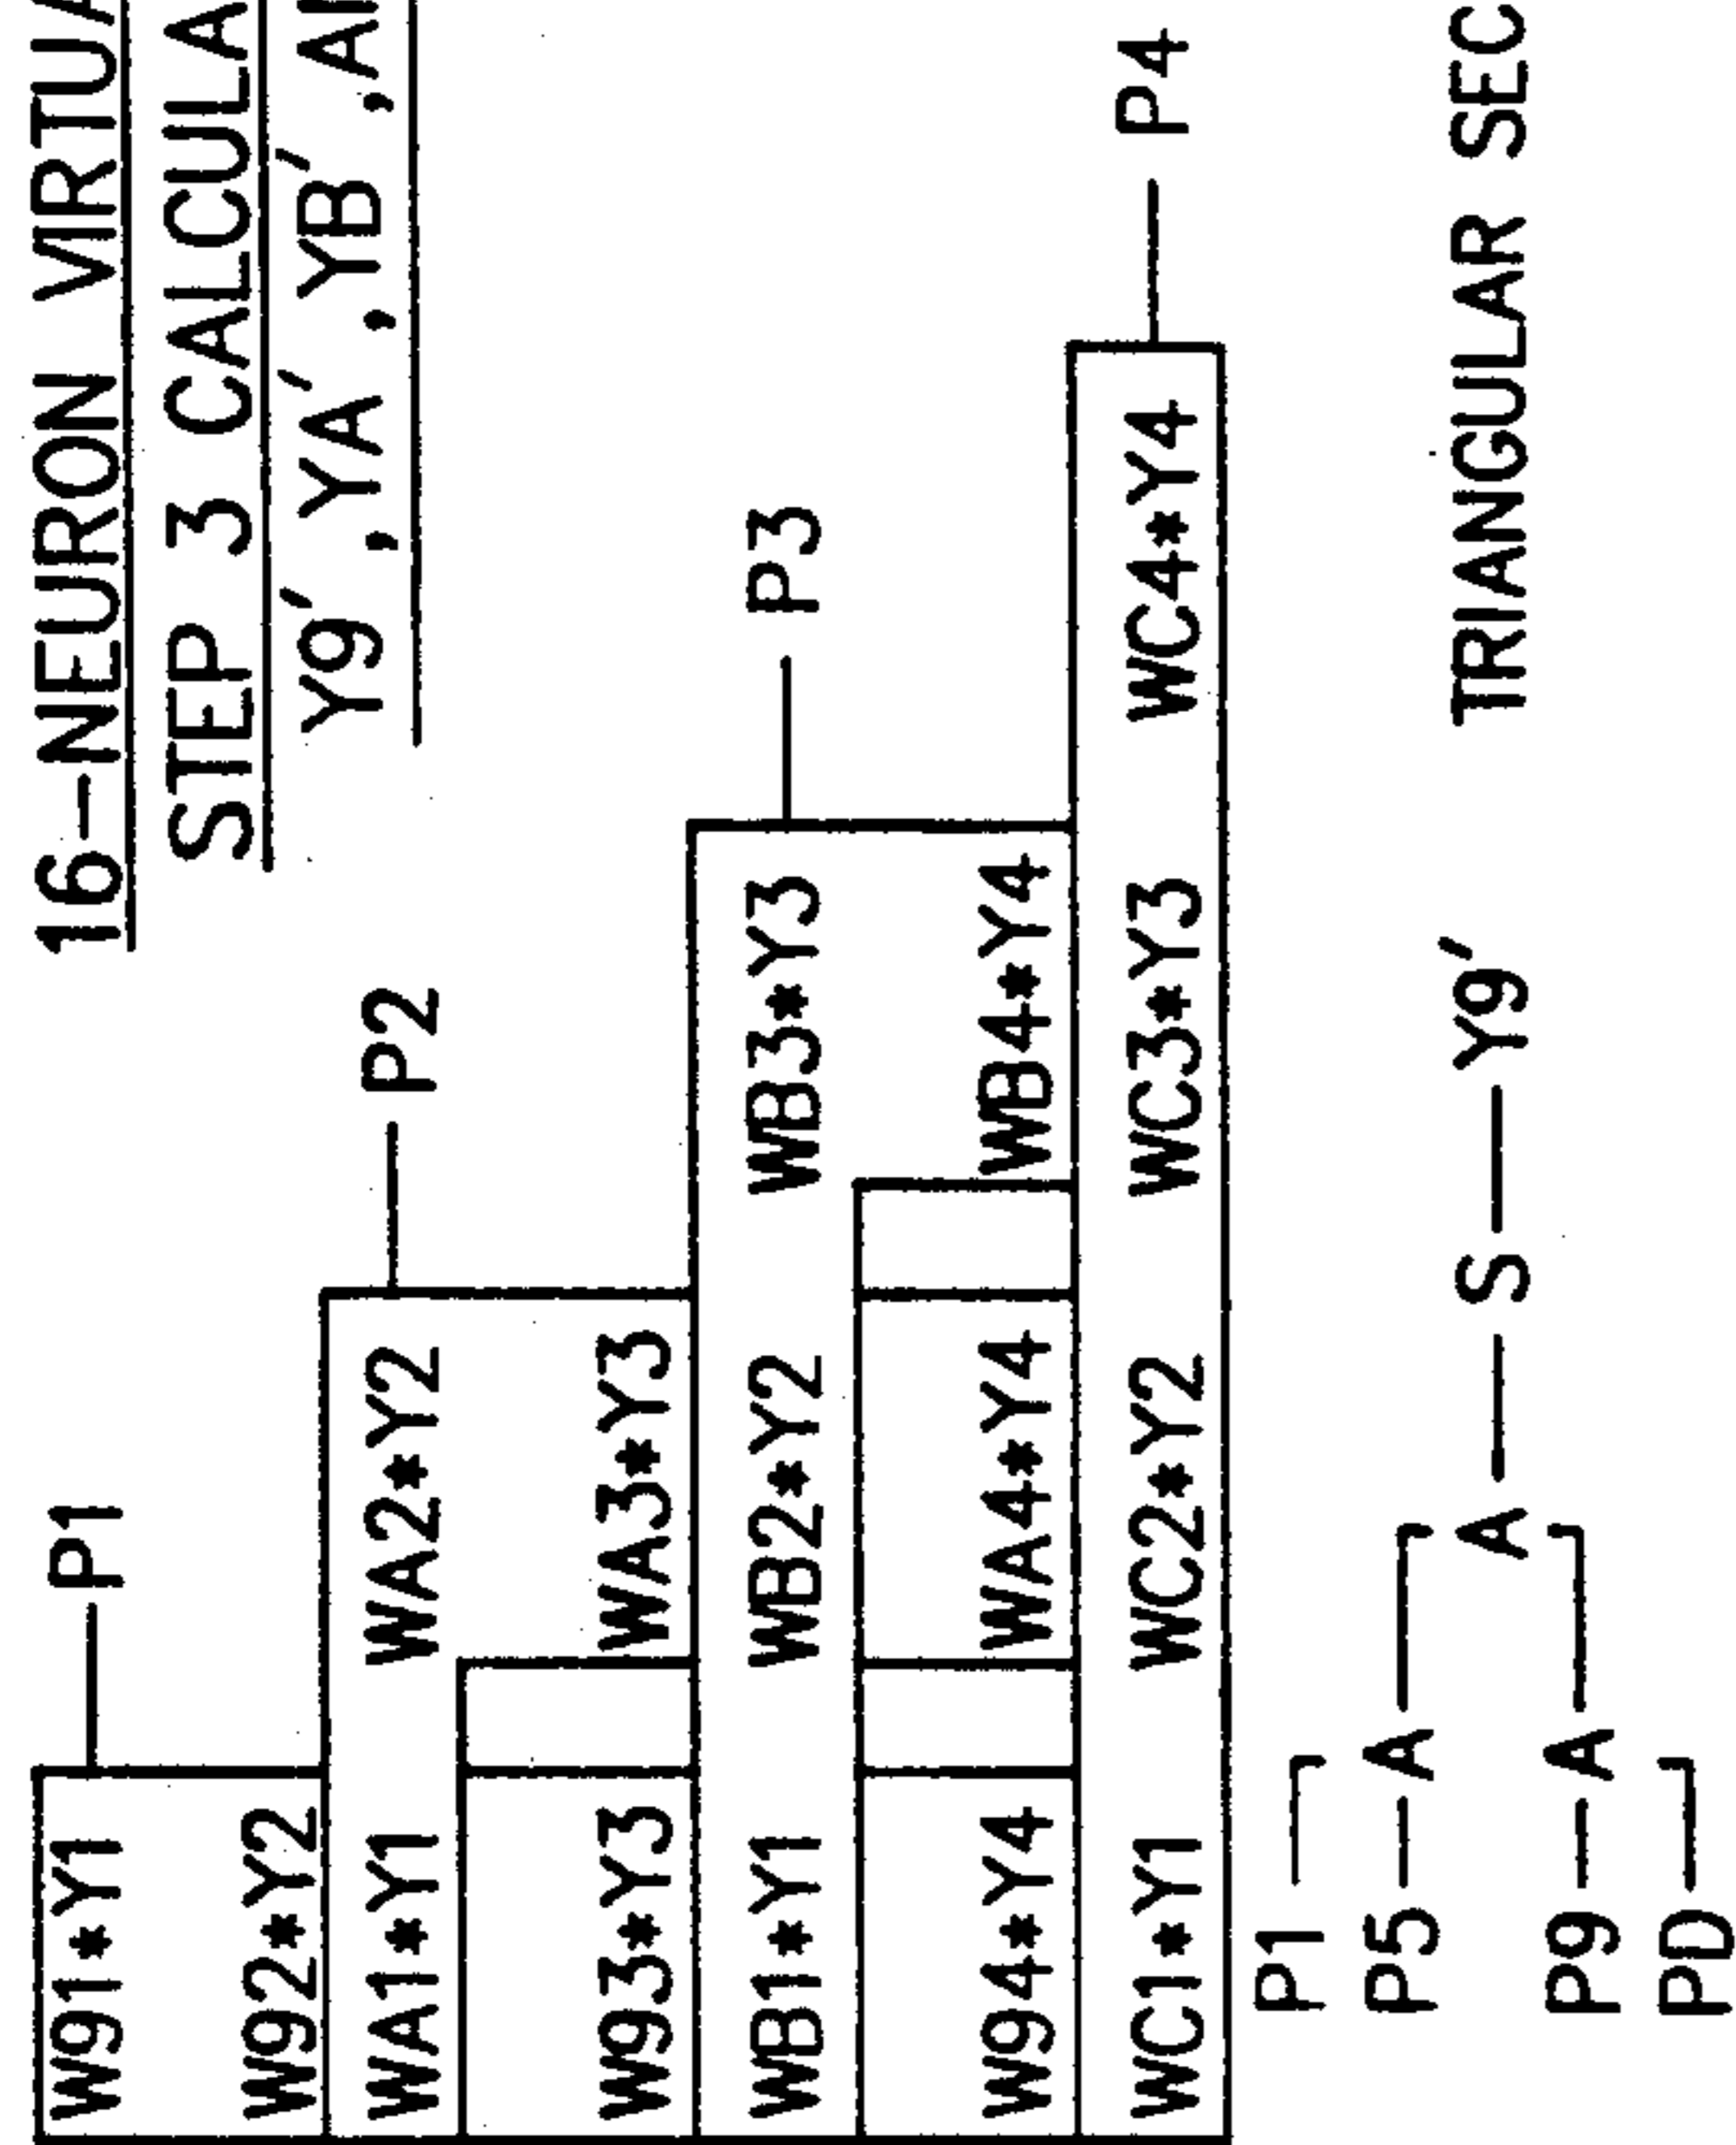 16-NEURON VIRTUA
STEP 3 CALCULA
Y9′,YA′,YB′,
W91*Y1 P1
W92*Y2
WA1*Y1 WA2*Y2 P2
W93*Y3 WA3*Y3
WB1*Y1 WB2*Y2 WB3*Y3 P3
W94*Y4 WA4*Y4 WB4*Y4
WC1*Y1 WC2*Y2 WC3*Y3 WC4*Y4 P4
P1
P5 A
A S Y9′ TRIANGULAR SEC
P9 A
PD